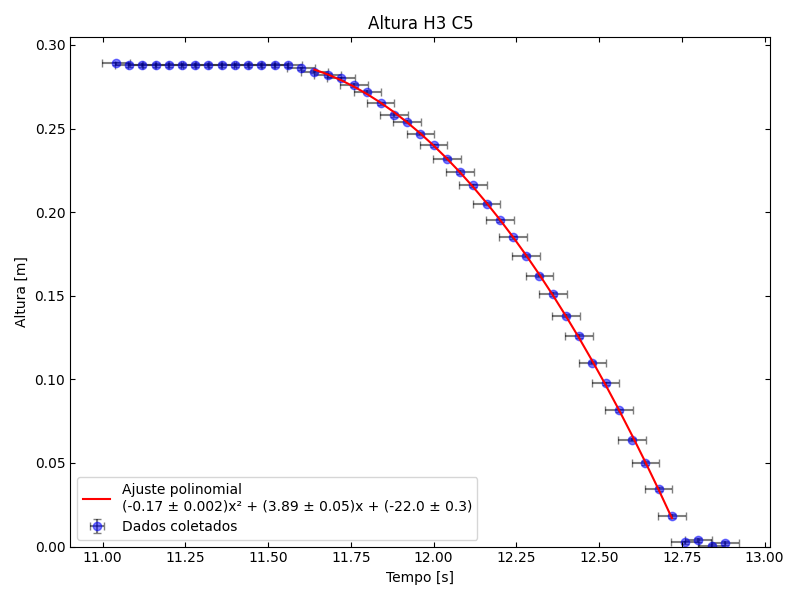 Altura H3 C5
0.30
0.25
0.20
0.15
0.10
0.05
0.00
Altura [m]
Ajuste polinomial
(-0.17 ± 0.002)x² + (3.89 ± 0.05)x + (-22.0 ± 0.3)
Dados coletados
11.00 11.25 11.50 11.75 12.00 12.25 12.50 12.75 13.00
Tempo [s]